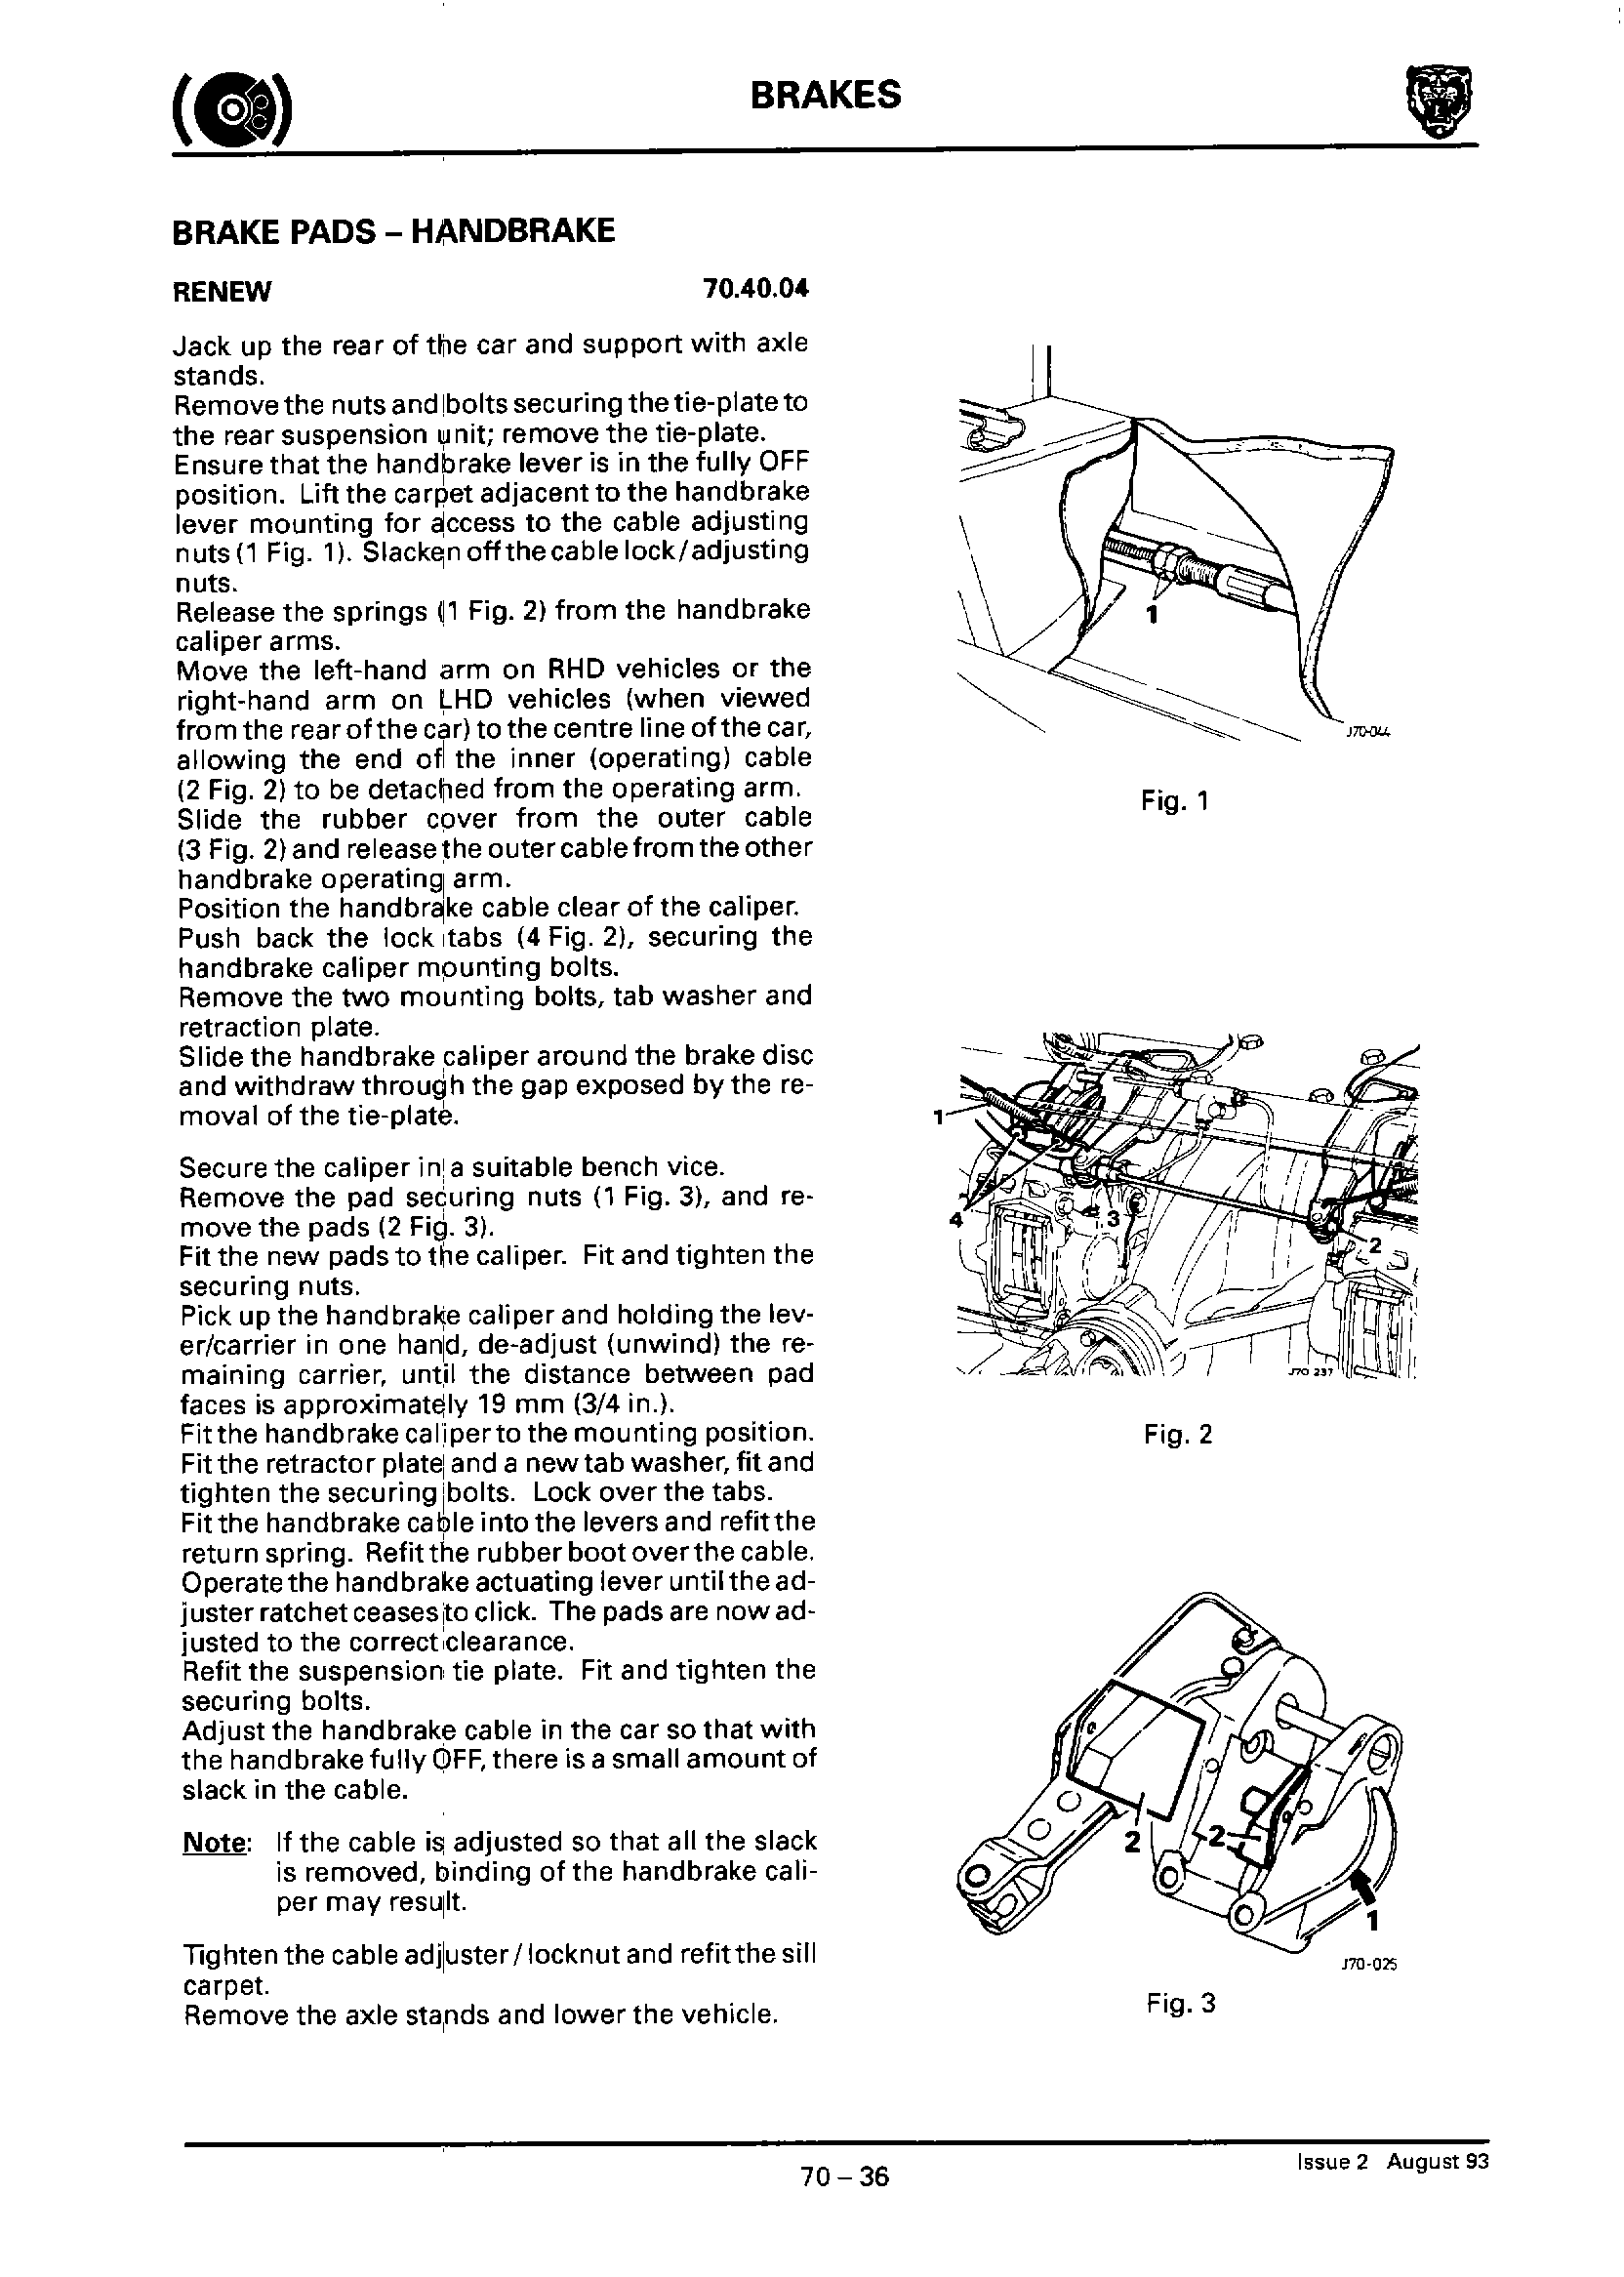 BRAKES
BRAKE PADS – HANDBRAKE
RENEW 70.40.04
Jack up the rear of the car and support with axle
stands.
Remove the nuts and bolts securing the tie-plate to
the rear suspension unit; remove the tie-plate.
Ensure that the handbrake lever is in the fully OFF
position. Lift the carpet adjacent to the handbrake
lever mounting for access to the cable adjusting
nuts (1 Fig. 1). Slacken off the cable lock/adjusting
nuts.
Release the springs (1 Fig. 2) from the handbrake
caliper arms.
Move the left-hand arm on RHD vehicles or the
right-hand arm on LHD vehicles (when viewed
from the rear of the car) to the centre line of the car,
allowing the end of the inner (operating) cable
(2 Fig. 2) to be detached from the operating arm.
Slide the rubber cover from the outer cable
(3 Fig. 2) and release the outer cable from the other
handbrake operating arm.
Position the handbrake cable clear of the caliper.
Push back the lock tabs (4 Fig. 2), securing the
handbrake caliper mounting bolts.
Remove the two mounting bolts, tab washer and
retraction plate.
Slide the handbrake caliper around the brake disc
and withdraw through the gap exposed by the re-
moval of the tie-plate.
Secure the caliper in a suitable bench vice.
Remove the pad securing nuts (1 Fig. 3), and re-
move the pads (2 Fig. 3).
Fit the new pads to the caliper. Fit and tighten the
securing nuts.
Pick up the handbrake caliper and holding the lev-
er/carrier in one hand, de-adjust (unwind) the re-
maining carrier, until the distance between pad
faces is approximately 19 mm (3/4 in.).
Fit the handbrake caliper to the mounting position.
Fit the retractor plate and a new tab washer, fit and
tighten the securing bolts. Lock over the tabs.
Fit the handbrake cable into the levers and refit the
return spring. Refit the rubber boot over the cable.
Operate the handbrake actuating lever until the ad-
juster ratchet ceases to click. The pads are now ad-
justed to the correct clearance.
Refit the suspension tie plate. Fit and tighten the
securing bolts.
Adjust the handbrake cable in the car so that with
the handbrake fully OFF, there is a small amount of
slack in the cable.
Note: If the cable is adjusted so that all the slack
is removed, binding of the handbrake cali-
per may result.
Tighten the cable adjuster / locknut and refit the sill
carpet.
Remove the axle stands and lower the vehicle.
1
J70-044
Fig. 1
1
4
3
2
J70 237
Fig. 2
2
2
1
J70-025
Fig. 3
70 – 36
Issue 2 August 93